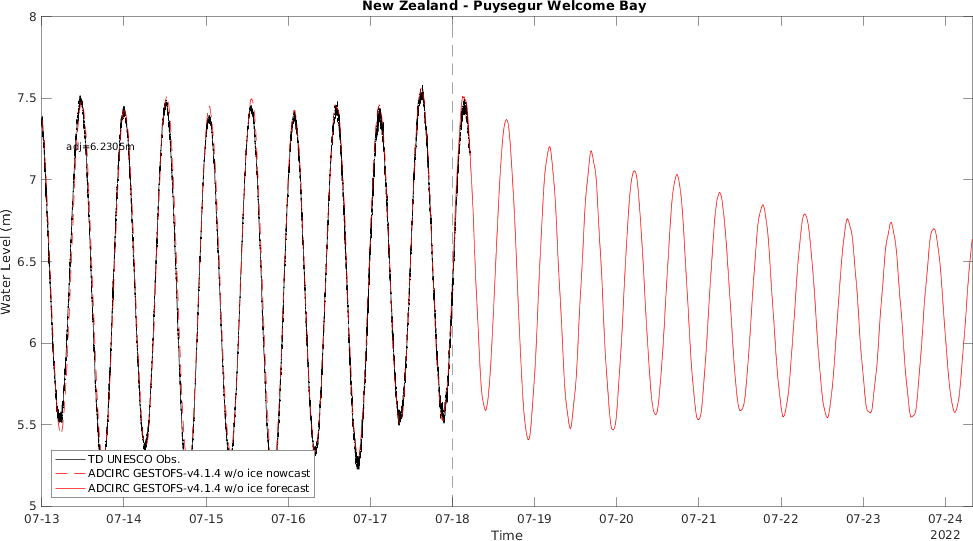 New Zealand - Puysegur Welcome Bay
8
7.5
7
6.5
6
5.5
5
Water Level (m)
adj=6.2305m
TD UNESCO Obs.
ADCIRC GESTOFS-v4.1.4 w/o ice nowcast
ADCIRC GESTOFS-v4.1.4 w/o ice forecast
07-13 07-14 07-15 07-16 07-17 07-18 07-19 07-20 07-21 07-22 07-23 07-24
2022
Time